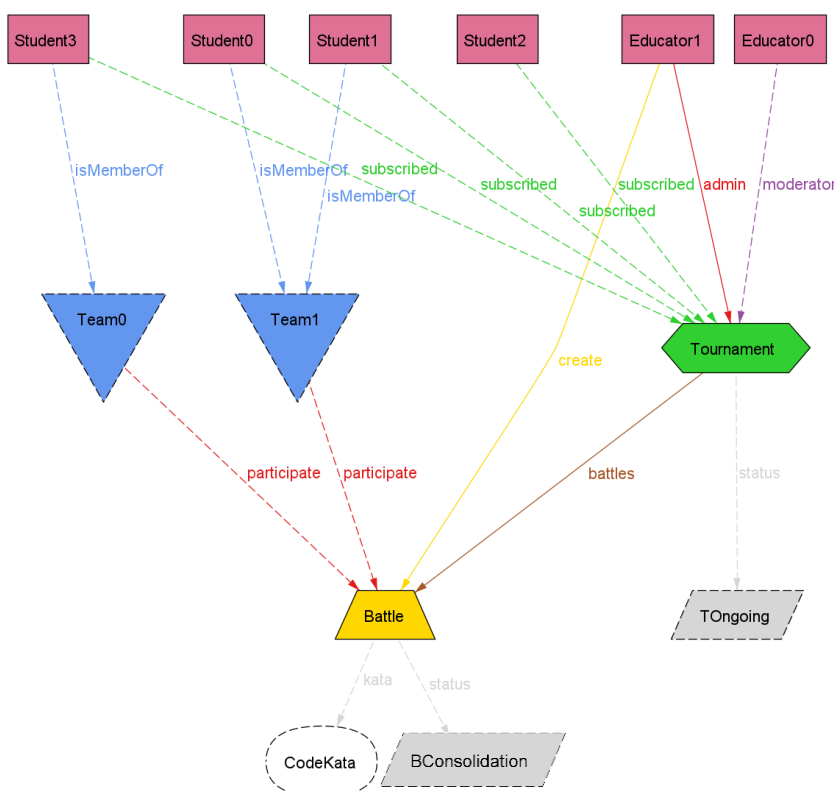 Student3
Student0
Student1
Student2
Educator1
Educator0
isMemberOf
subscribed
isMemberOf
isMemberOf
subscribed
subscribed
subscribed
admin
moderator
Team0
Team1
Tournament
create
participate
participate
battles
status
Battle
TOngoing
kata
status
CodeKata
BConsolidation